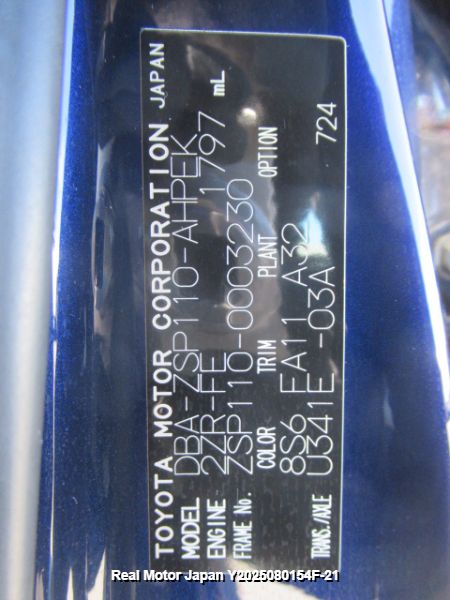 TOYOTA MOTOR CORPORATION JAPAN
MODEL DBA-ZSP110-AHPEK
ENGINE 2ZR-FE 1797 mL
FRAME No. ZSP110-0003230
COLOR TRIM PLANT OPTION
8S6 FA11 A32
TRANS./AXLE U341E -03A 724
Real Motor Japan Y2025080154F-21